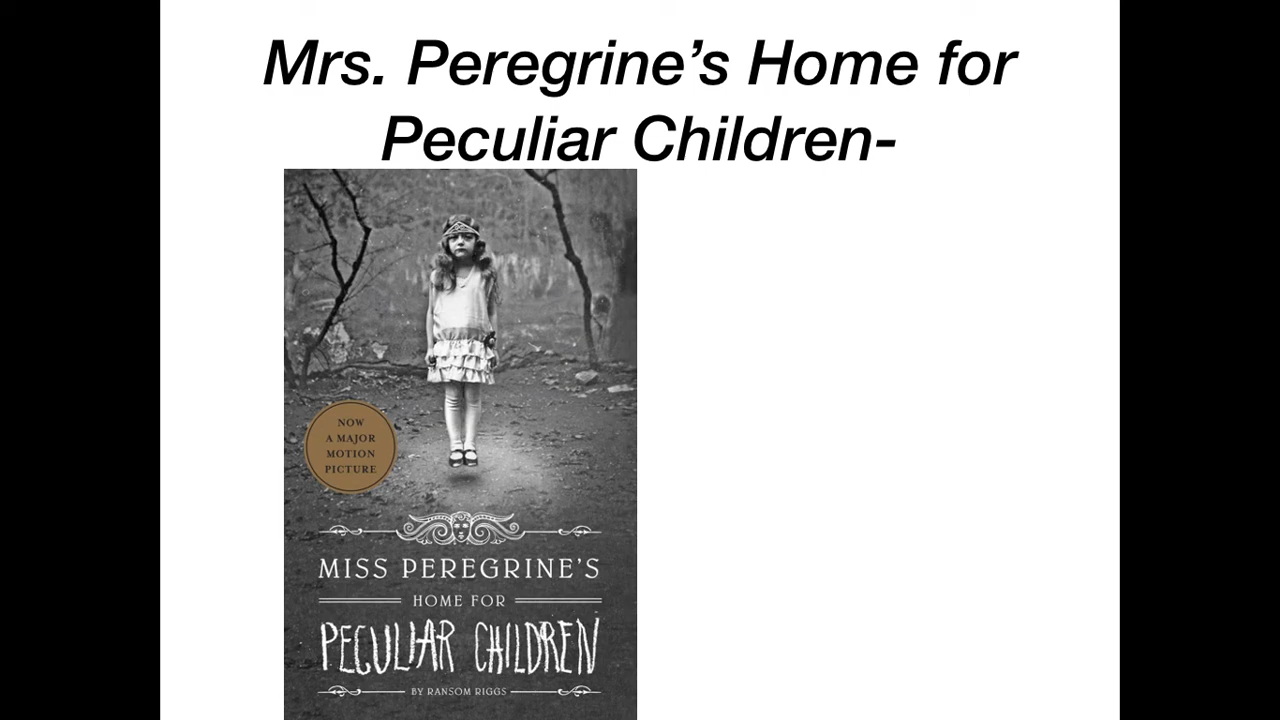 Mrs. Peregrine’s Home for
Peculiar Children-
NOW
A MAJOR
MOTION
PICTURE
MISS PEREGRINE’S
HOME FOR
PECULIAR CHILDREN
BY RANSOM RIGGS